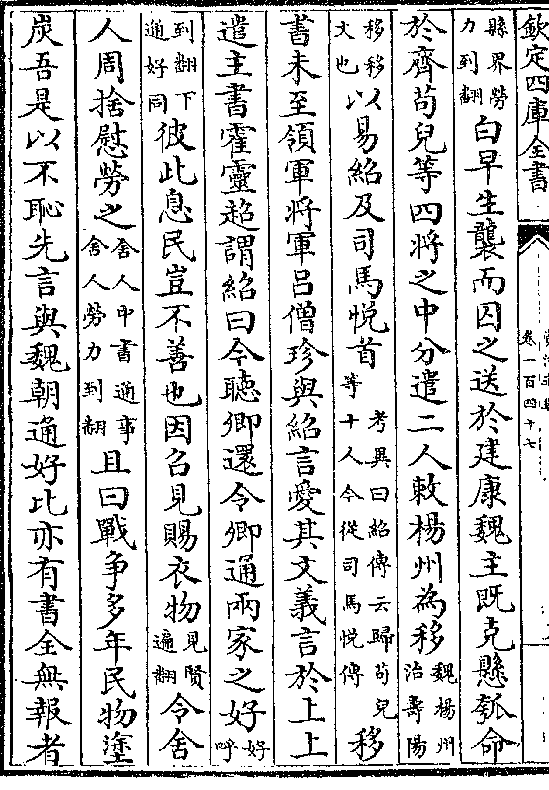 欽定四庫全書
卷一百四十七
縣界勞力到翻白早生襲而囚之送於建康魏主既克懸瓠命
於齊茍兒等四將之中分遣二人敕楊州為移魏楊州治壽陽
移移文也以易紹及司馬悅首考異曰紹傳云歸茍兒等十人今從司馬悅傳移
書未至領軍將軍呂僧珍與紹言愛其文義言於上上
遣主書霍靈超謂紹曰今聽卿還令卿通兩家之好好呼
到翻下通好同彼此息民豈不善也因召見賜衣物見賢遍翻令舍
人周捨慰勞之舍人中書通事舍人勞力到翻且曰戰争多年民物塗
炭吾是以不恥先言與魏朝通好比亦有書全無報者